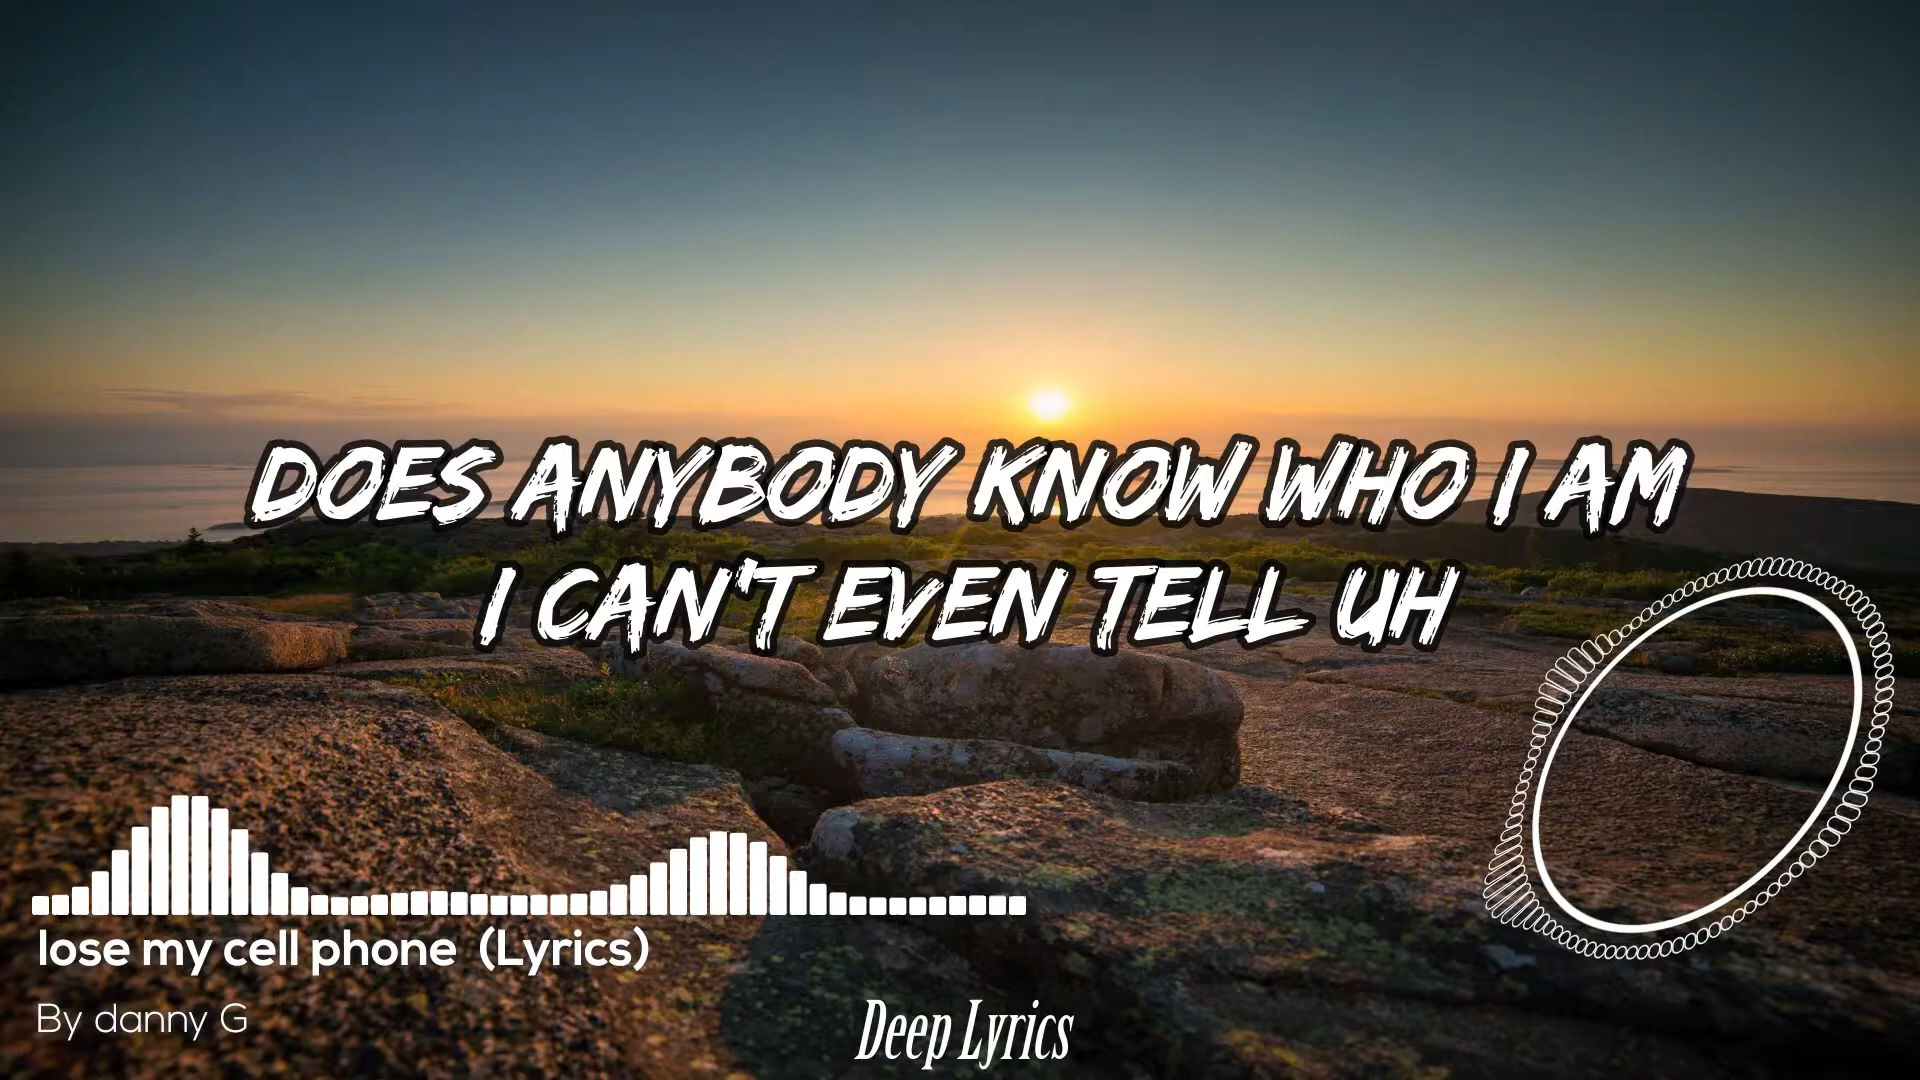 DOES ANYBODY KNOW WHO I AM
I CAN'T EVEN TELL UH
lose my cell phone (Lyrics)
By danny G
Deep Lyrics